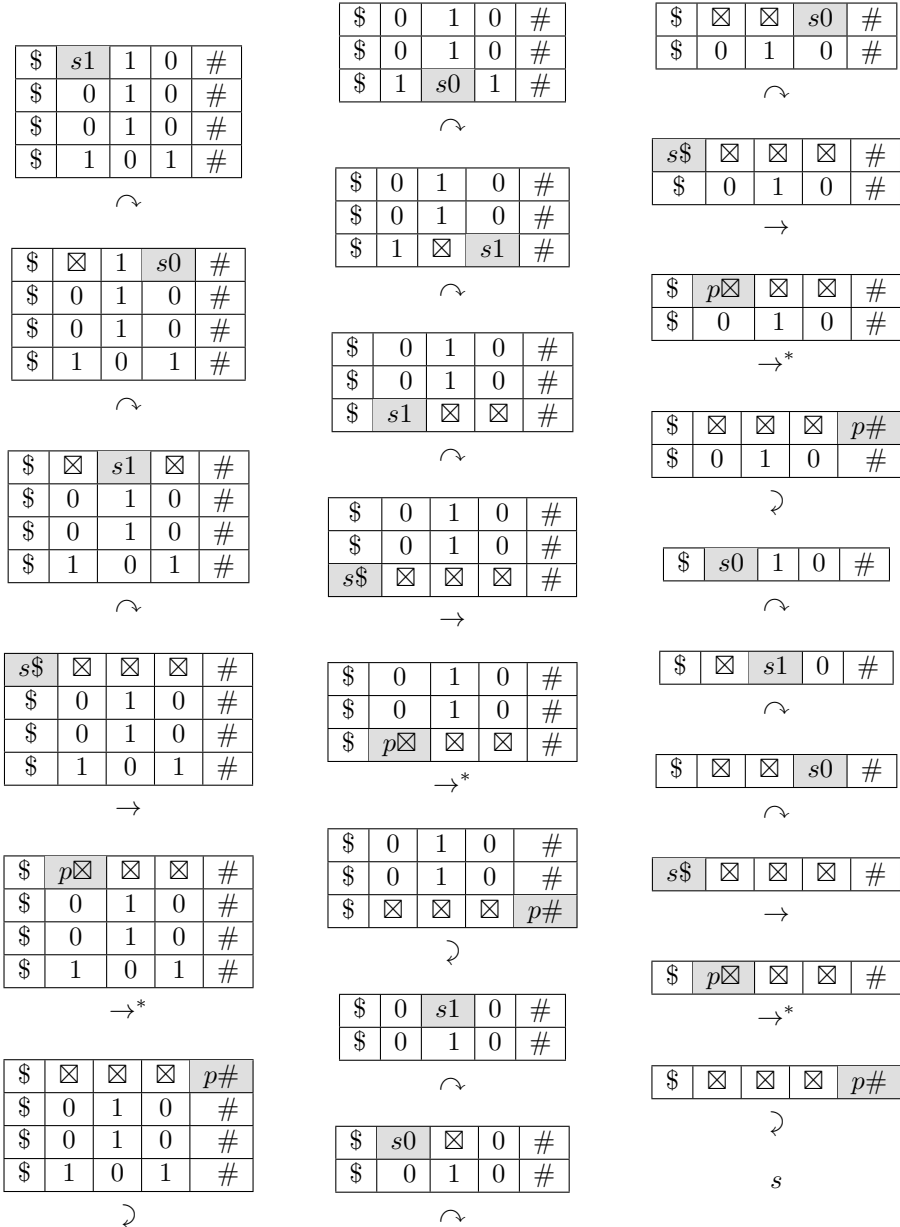 $ s1 1 0 #
$ 0 1 0 #
$ 0 1 0 #
$ 1 0 1 #
↷
$ ⊠ 1 s0 #
$ 0 1 0 #
$ 0 1 0 #
$ 1 0 1 #
↷
$ ⊠ s1 ⊠ #
$ 0 1 0 #
$ 0 1 0 #
$ 1 0 1 #
↷
s$ ⊠ ⊠ ⊠ #
$ 0 1 0 #
$ 0 1 0 #
$ 1 0 1 #
→
$ p⊠ ⊠ ⊠ #
$ 0 1 0 #
$ 0 1 0 #
$ 1 0 1 #
→*
$ ⊠ ⊠ ⊠ p#
$ 0 1 0 #
$ 0 1 0 #
$ 1 0 1 #
⤸
$ 0 1 0 #
$ 0 1 0 #
$ 1 s0 1 #
↷
$ 0 1 0 #
$ 0 1 0 #
$ 1 ⊠ s1 #
↷
$ 0 1 0 #
$ 0 1 0 #
$ s1 ⊠ ⊠ #
↷
$ 0 1 0 #
$ 0 1 0 #
s$ ⊠ ⊠ ⊠ #
→
$ 0 1 0 #
$ 0 1 0 #
$ p⊠ ⊠ ⊠ #
→*
$ 0 1 0 #
$ 0 1 0 #
$ ⊠ ⊠ ⊠ p#
⤸
$ 0 s1 0 #
$ 0 1 0 #
↷
$ s0 ⊠ 0 #
$ 0 1 0 #
↷
$ ⊠ ⊠ s0 #
$ 0 1 0 #
↷
s$ ⊠ ⊠ ⊠ #
$ 0 1 0 #
→
$ p⊠ ⊠ ⊠ #
$ 0 1 0 #
→*
$ ⊠ ⊠ ⊠ p#
$ 0 1 0 #
⤸
$ s0 1 0 #
↷
$ ⊠ s1 0 #
↷
$ ⊠ ⊠ s0 #
↷
s$ ⊠ ⊠ ⊠ #
→
$ p⊠ ⊠ ⊠ #
→*
$ ⊠ ⊠ ⊠ p#
⤸
s